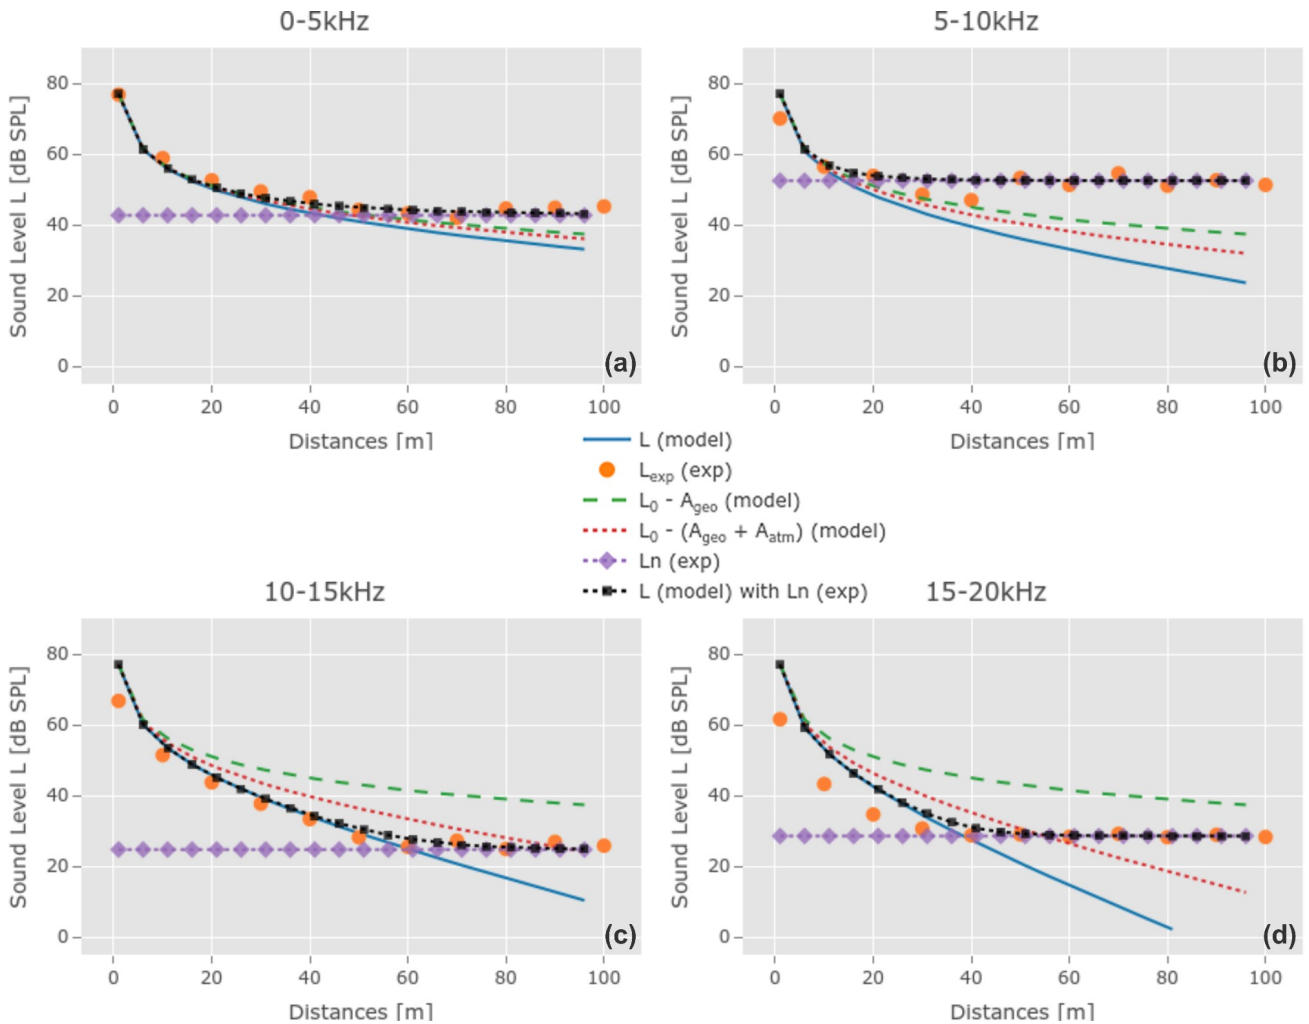 0-5kHz
5-10kHz
Sound Level L [dB SPL]
80
60
40
20
0
(a)
0 20 40 60 80 100
Distances [m]
Sound Level L [dB SPL]
80
60
40
20
0
(b)
0 20 40 60 80 100
Distances [m]
L (model)
Lexp (exp)
L0 - Ageo (model)
L0 - (Ageo + Aatm) (model)
Ln (exp)
L (model) with Ln (exp)
10-15kHz
15-20kHz
Sound Level L [dB SPL]
80
60
40
20
0
(c)
0 20 40 60 80 100
Distances [m]
Sound Level L [dB SPL]
80
60
40
20
0
(d)
0 20 40 60 80 100
Distances [m]